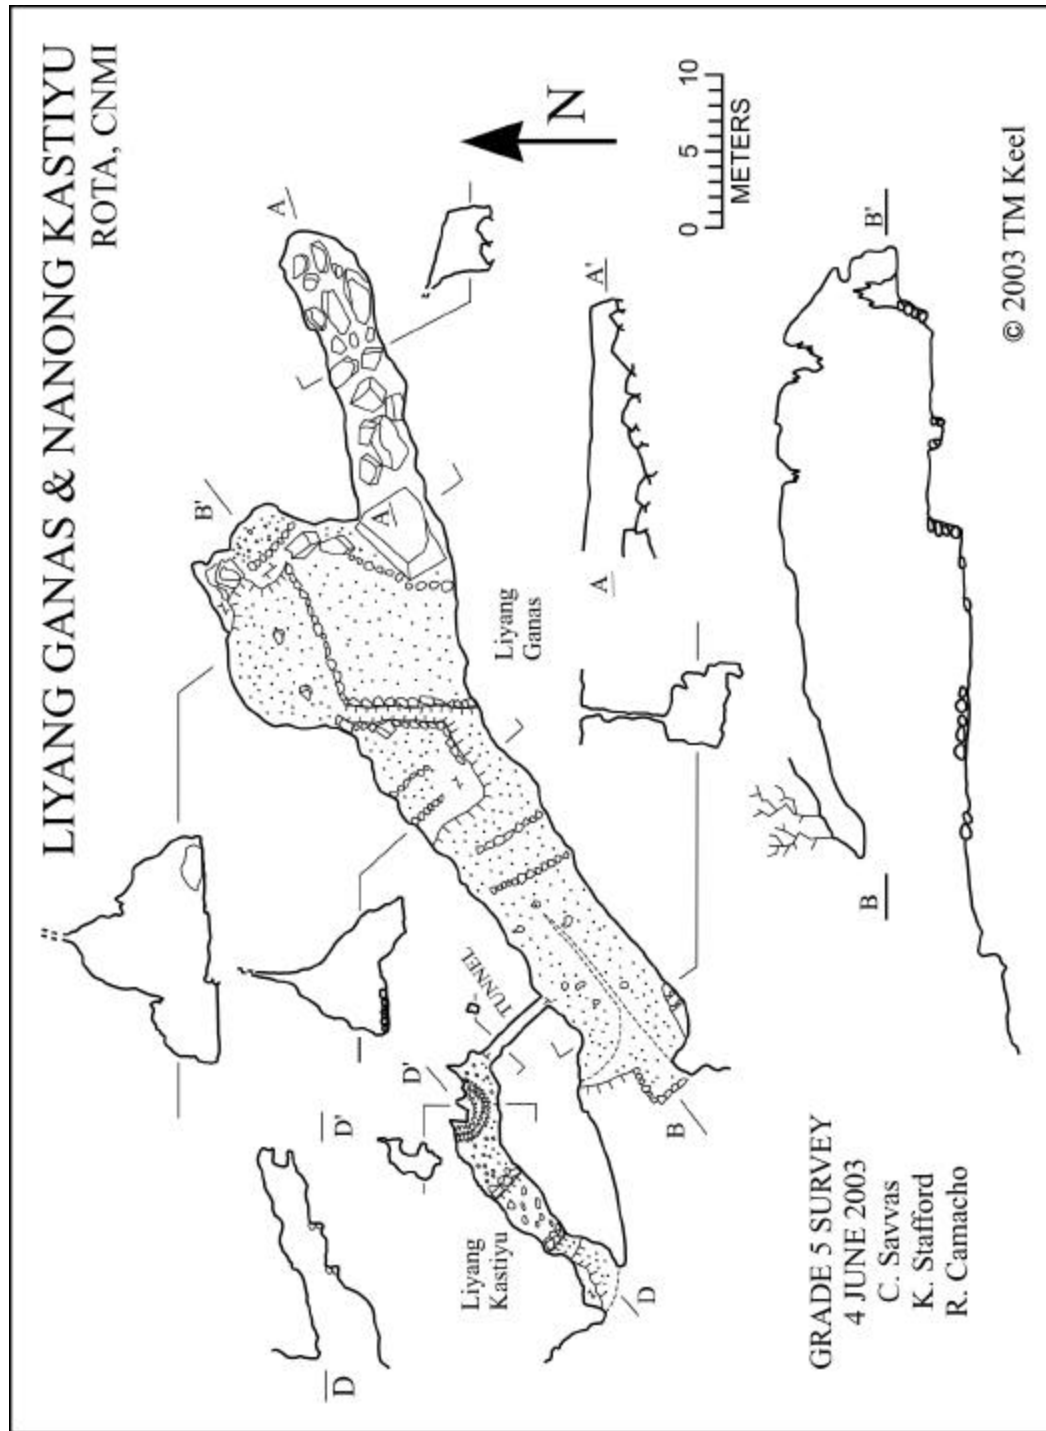 LIYANG GANAS & NANONG KASTIYU
ROTA, CNMI
D'
D
D'
TUNNEL
Liyang
Kastiyu
D
B'
A
A
B
Liyang
Ganas
A
A'
N
0 5 10
METERS
B
B'
GRADE 5 SURVEY
4 JUNE 2003
C. Savvas
K. Stafford
R. Camacho
© 2003 TM Keel